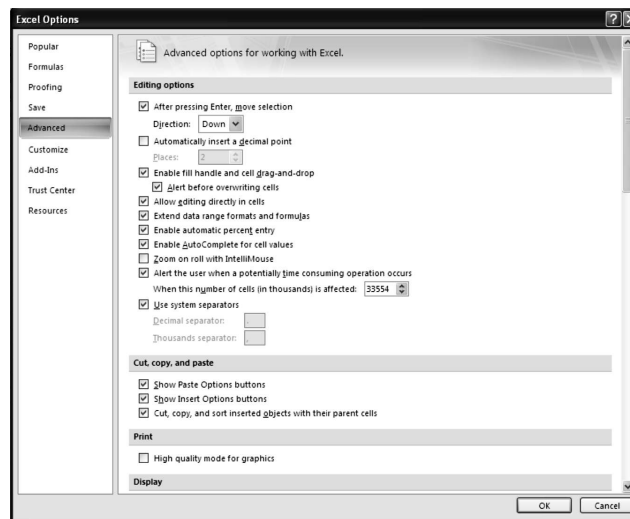 Excel Options
Popular
Formulas
Proofing
Save
Advanced
Customize
Add-Ins
Trust Center
Resources
Advanced options for working with Excel.
Editing options
After pressing Enter, move selection
Direction: Down
Automatically insert a decimal point
Places: 2
Enable fill handle and cell drag-and-drop
Alert before overwriting cells
Allow editing directly in cells
Extend data range formats and formulas
Enable automatic percent entry
Enable AutoComplete for cell values
Zoom on roll with IntelliMouse
Alert the user when a potentially time consuming operation occurs
When this number of cells (in thousands) is affected: 33554
Use system separators
Decimal separator: .
Thousands separator: ,
Cut, copy, and paste
Show Paste Options buttons
Show Insert Options buttons
Cut, copy, and sort inserted objects with their parent cells
Print
High quality mode for graphics
Display
OK Cancel